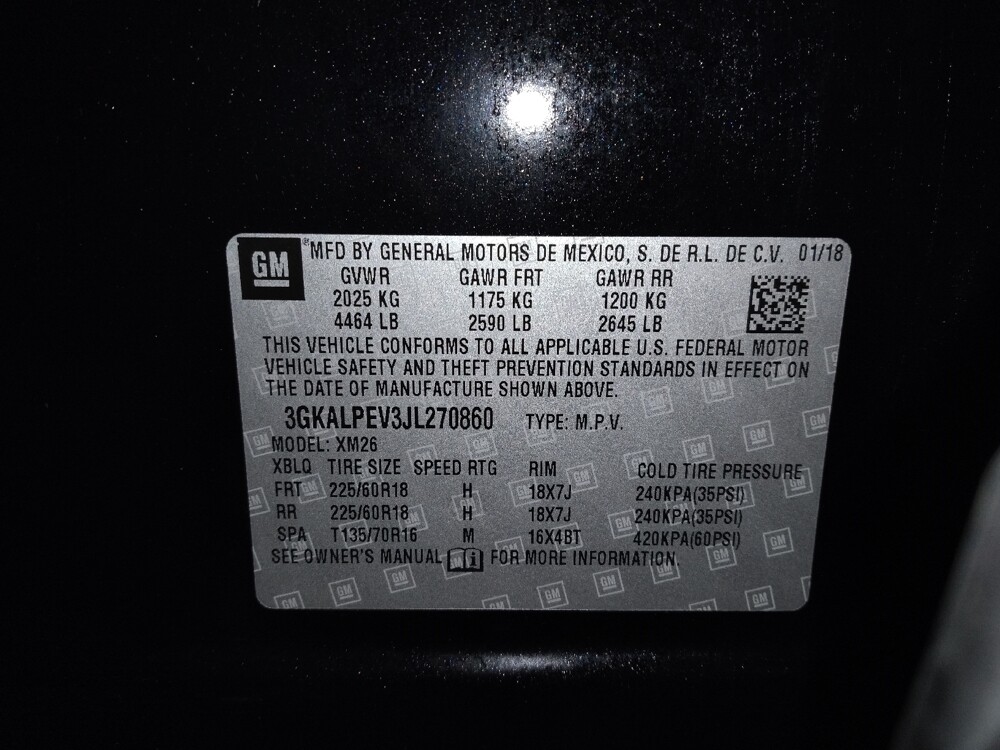 GM ® MFD BY GENERAL MOTORS DE MEXICO, S. DE R.L. DE C.V. 01/18
GVWR GAWR FRT GAWR RR
2025 KG 1175 KG 1200 KG
4464 LB 2590 LB 2645 LB
THIS VEHICLE CONFORMS TO ALL APPLICABLE U.S. FEDERAL MOTOR
VEHICLE SAFETY AND THEFT PREVENTION STANDARDS IN EFFECT ON
THE DATE OF MANUFACTURE SHOWN ABOVE.
3GKALPEV3JL270860 TYPE: M.P.V.
MODEL: XM26
XBLQ TIRE SIZE SPEED RTG RIM COLD TIRE PRESSURE
FRT 225/60R18 H 18X7J 240KPA(35PSI)
RR 225/60R18 H 18X7J 240KPA(35PSI)
SPA T135/70R16 M 16X4BT 420KPA(60PSI)
SEE OWNER'S MANUAL FOR MORE INFORMATION.